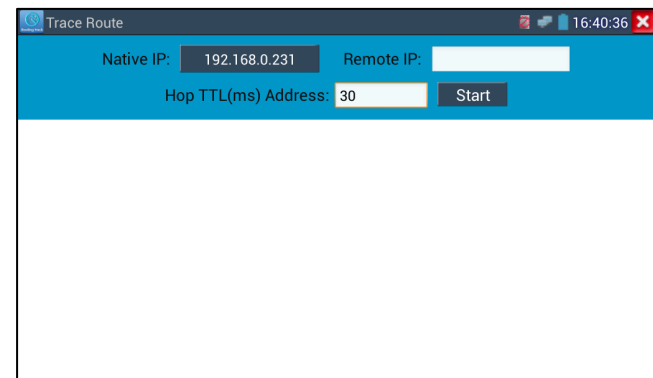 Trace Route 16:40:36
Native IP: 192.168.0.231 Remote IP:
Hop TTL(ms) Address: 30 Start